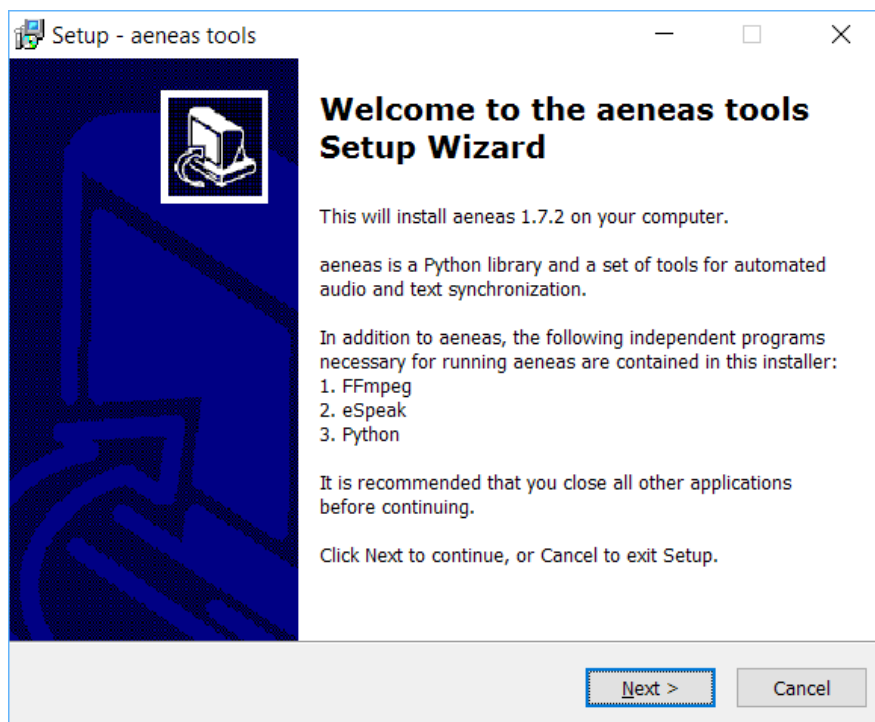 Setup - aeneas tools
Welcome to the aeneas tools
Setup Wizard
This will install aeneas 1.7.2 on your computer.
aeneas is a Python library and a set of tools for automated
audio and text synchronization.
In addition to aeneas, the following independent programs
necessary for running aeneas are contained in this installer:
1. FFmpeg
2. eSpeak
3. Python
It is recommended that you close all other applications
before continuing.
Click Next to continue, or Cancel to exit Setup.
Next >
Cancel